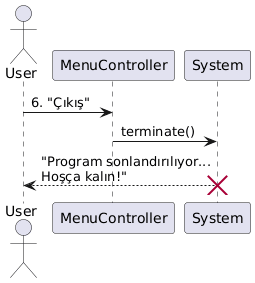 User
MenuController
System
6. "Çıkış"
terminate()
"Program sonlandırılıyor...
Hoşça kalın!"
User
MenuController
System